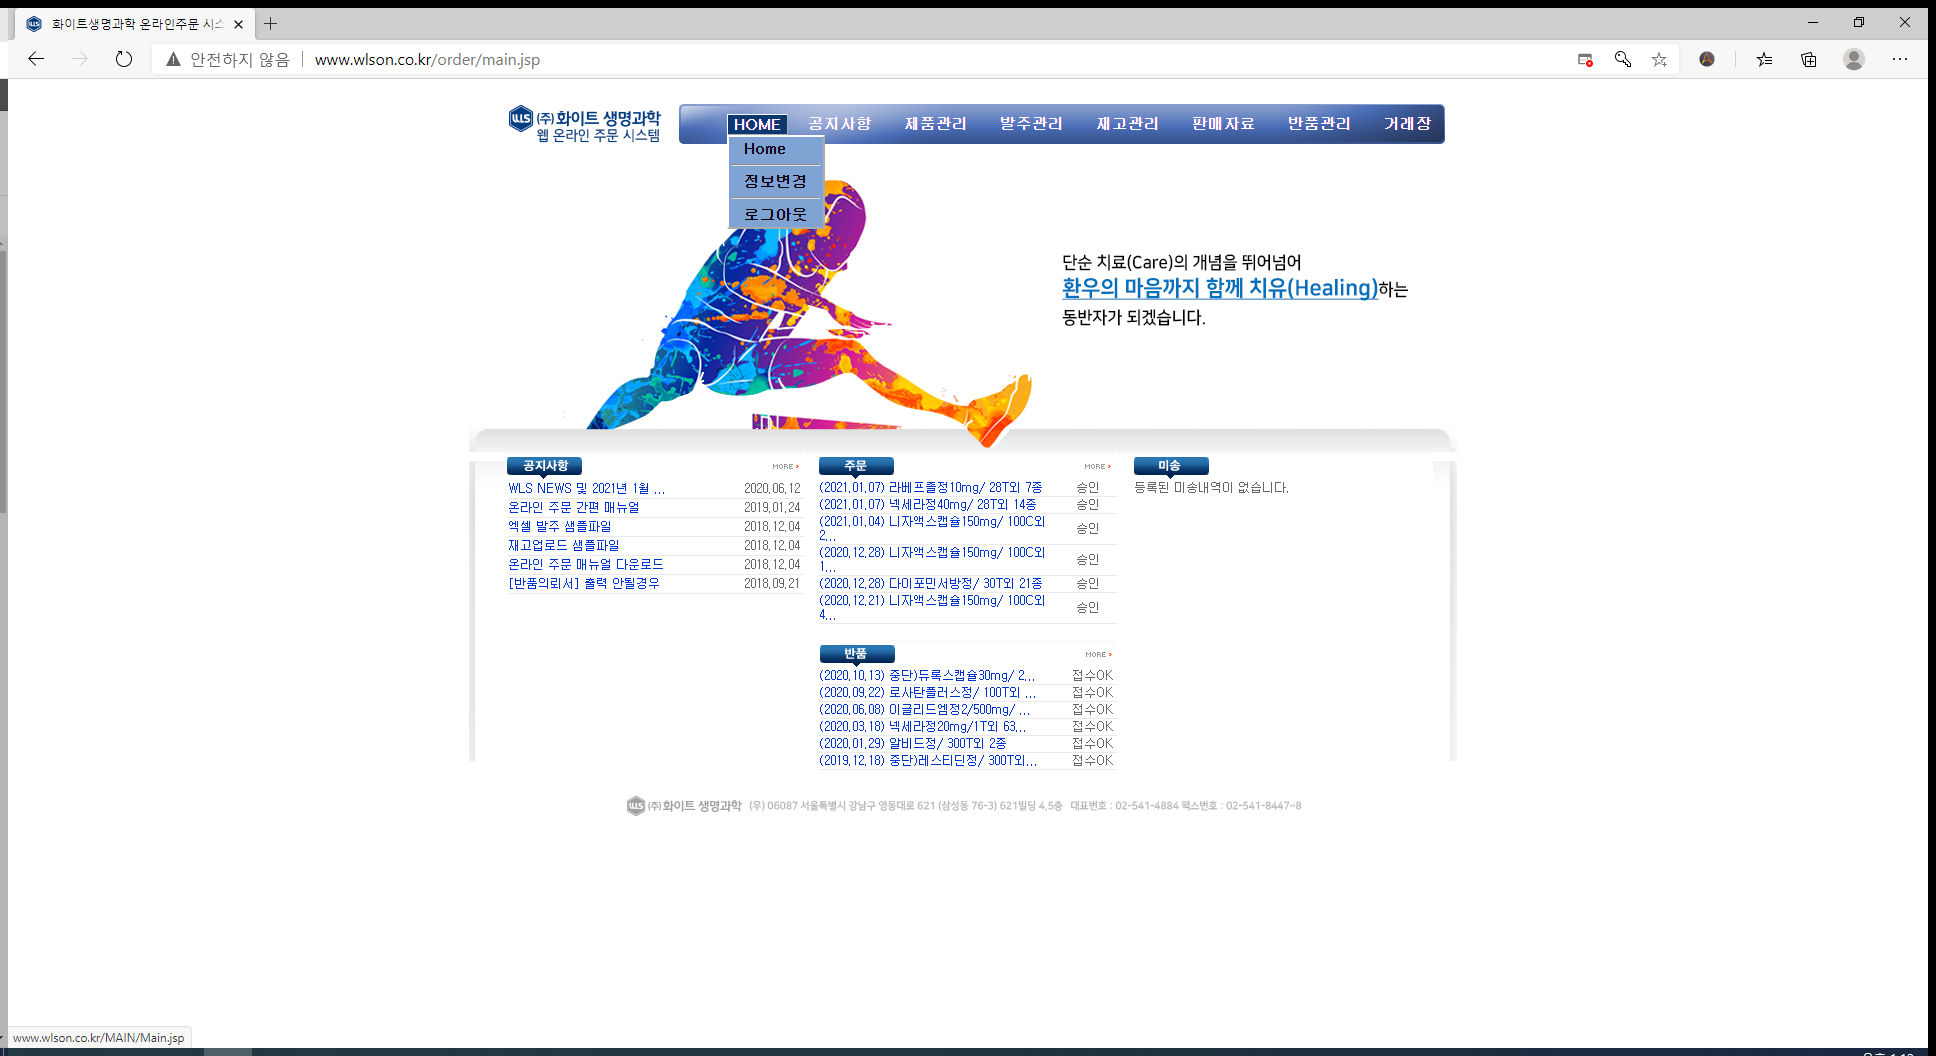 화이트생명과학 온라인주문 시스
안전하지 않음
www.wlson.co.kr/order/main.jsp
WLS (주)화이트 생명과학
웹 온라인 주문 시스템
HOME 공지사항 제품관리 발주관리 재고관리 판매자료 반품관리 거래장
Home
정보변경
로그아웃
단순 치료(Care)의 개념을 뛰어넘어
환우의 마음까지 함께 치유(Healing)하는
동반자가 되겠습니다.
공지사항 MORE
WLS NEWS 및 2021년 1월 ... 2020.06.12
온라인 주문 간편 매뉴얼 2019.01.24
엑셀 발주 샘플파일 2018.12.04
재고업로드 샘플파일 2018.12.04
온라인 주문 매뉴얼 다운로드 2018.12.04
[반품의뢰서] 출력 안될경우 2018.09.21
주문 MORE
(2021.01.07) 라베프졸정10mg/ 28T외 7종 승인
(2021.01.07) 넥세라정40mg/ 28T외 14종 승인
(2021.01.04) 니자액스캡슐150mg/ 100C외
2... 승인
(2020.12.28) 니자액스캡슐150mg/ 100C외
1... 승인
(2020.12.28) 다이포민서방정/ 30T외 21종 승인
(2020.12.21) 니자액스캡슐150mg/ 100C외
4... 승인
반품 MORE
(2020.10.13) 중단)듀록스캡슐30mg/ 2... 접수OK
(2020.09.22) 로사탄플러스정/ 100T외 ... 접수OK
(2020.06.08) 이글리드엠정2/500mg/ ... 접수OK
(2020.03.18) 넥세라정20mg/1T외 63... 접수OK
(2020.01.29) 알비드정/ 300T외 2종 접수OK
(2019.12.18) 중단)레스티딘정/ 300T외... 접수OK
미송
등록된 미송내역이 없습니다.
WLS (주)화이트 생명과학 (우) 06087 서울특별시 강남구 영동대로 621 (삼성동 76-3) 621빌딩 4,5층 대표번호 : 02-541-4884 팩스번호 : 02-541-8447~8
www.wlson.co.kr/MAIN/Main.jsp